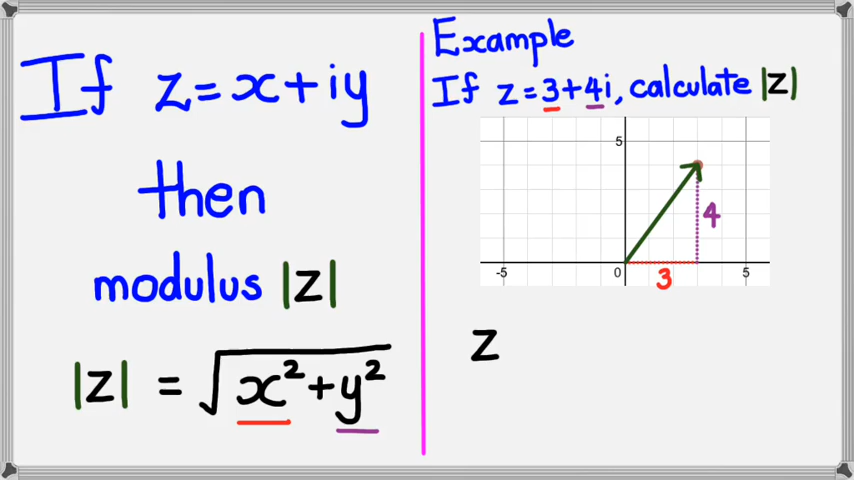 If z = x + iy
then
modulus |z|
|z| = √x² + y²
Example
If z = 3 + 4i, calculate |z|
5
4
-5
0
5
3
z